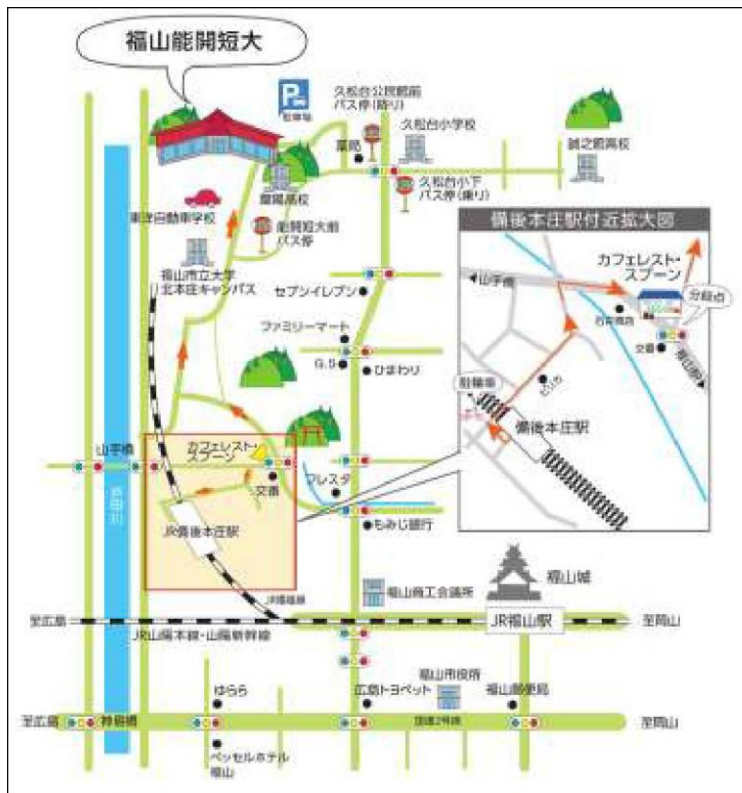 福山能開短大
駐車場
久松台公民館前
バス停(降り)
薬局
久松台小学校
誠之館高校
久松台小下
バス停(乗り)
東洋自動車学校
能開短大前
バス停
福山市立大学
北本庄キャンパス
セブンイレブン
ファミリーマート
G.S
ひまわり
山手橋
カフェレスト・
スプーン
交番
フレスタ
もみじ銀行
芦田川
JR備後本庄駅
備後本庄駅付近拡大図
山手橋
カフェレスト・
スプーン
分岐点
交番
福山駅
駐輪場
備後本庄駅
福山商工会議所
福山城
至広島
JR山陽本線・山陽新幹線
JR福山駅
至岡山
ゆらら
広島トヨペット
福山市役所
福山郵便局
至広島
神島橋
国道2号線
至岡山
ベッセルホテル
福山